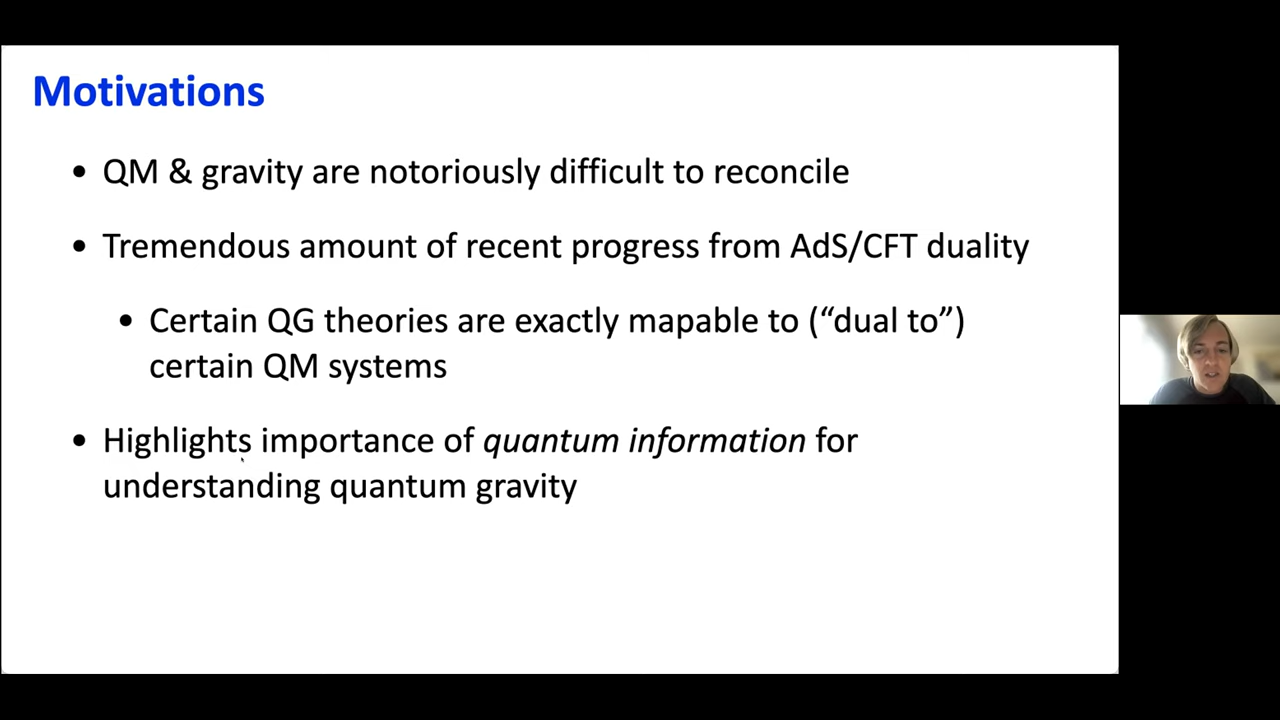 Motivations
• QM & gravity are notoriously difficult to reconcile
• Tremendous amount of recent progress from AdS/CFT duality
• Certain QG theories are exactly mapable to (“dual to”)
certain QM systems
• Highlights importance of quantum information for
understanding quantum gravity